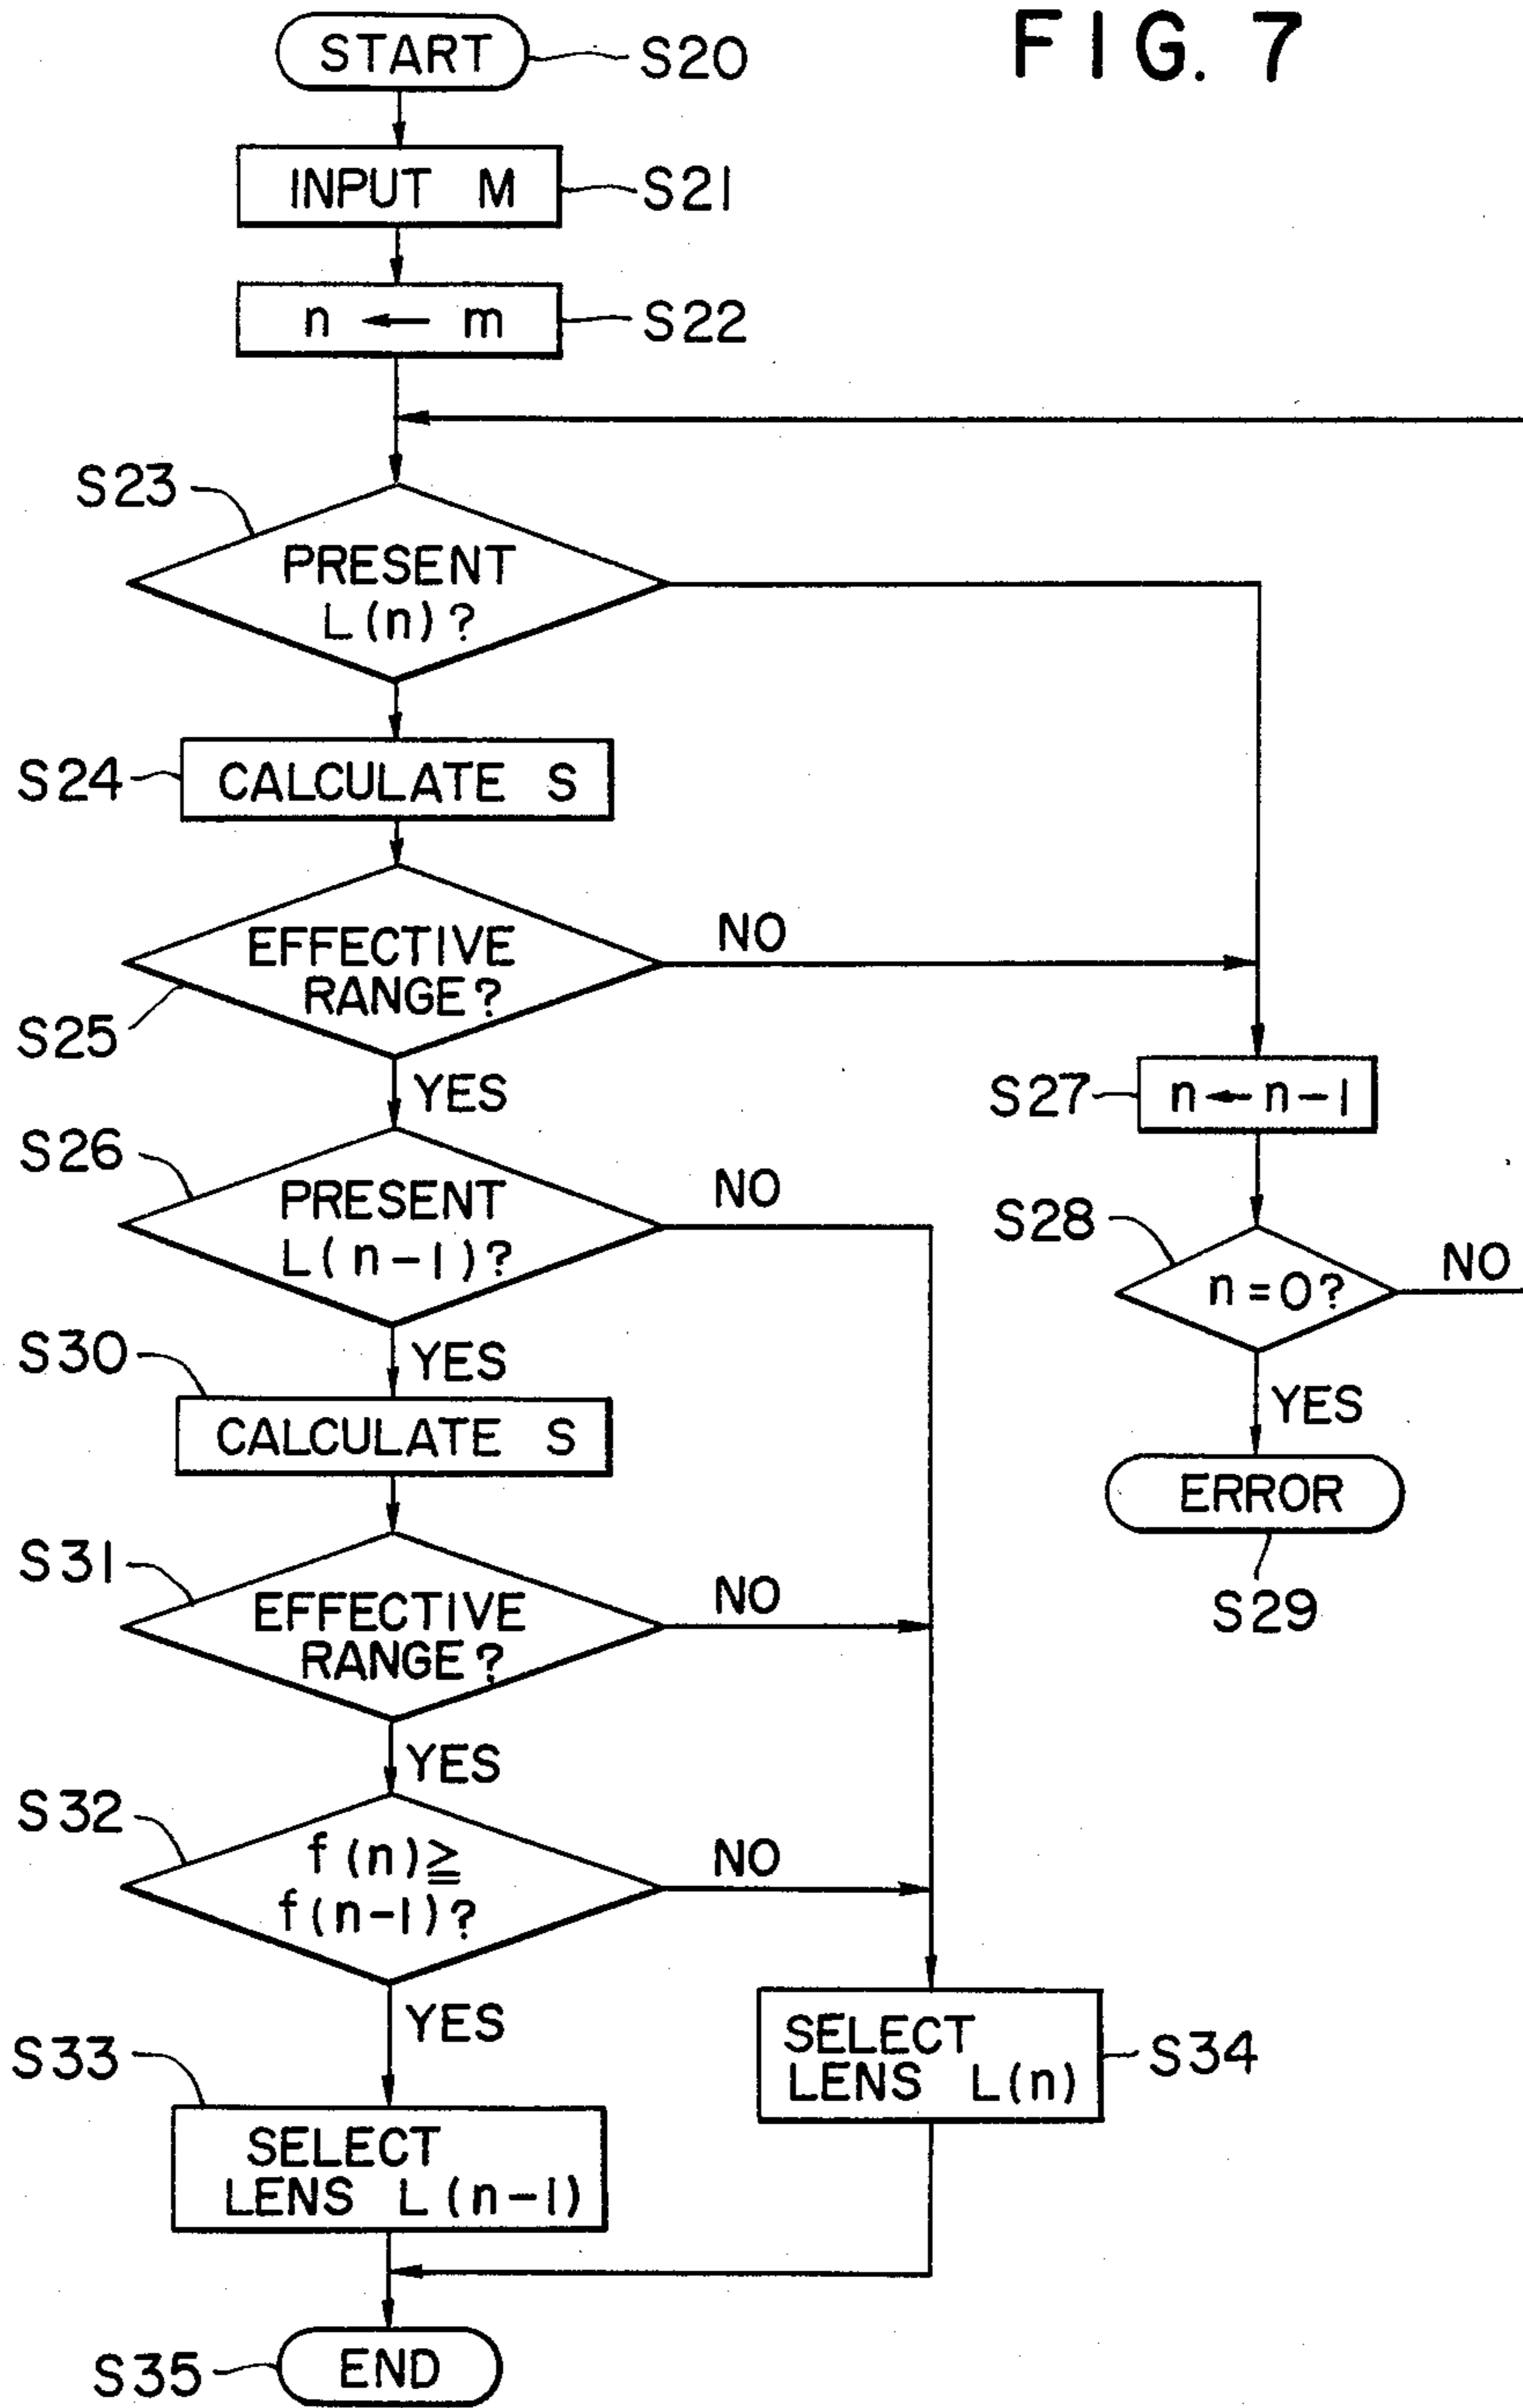 FIG. 7
START
S20
INPUT M
S21
n ← m
S22
S23
PRESENT
L(n)?
S24
CALCULATE S
EFFECTIVE
RANGE?
NO
S25
YES
S27
n ← n-1
S26
PRESENT
L(n-1)?
NO
S28
n=0?
NO
YES
S30
CALCULATE S
YES
ERROR
S29
S31
EFFECTIVE
RANGE?
NO
YES
S32
f(n)≧
f(n-1)?
NO
YES
S33
SELECT
LENS L(n-1)
SELECT
LENS L(n)
S34
S35
END